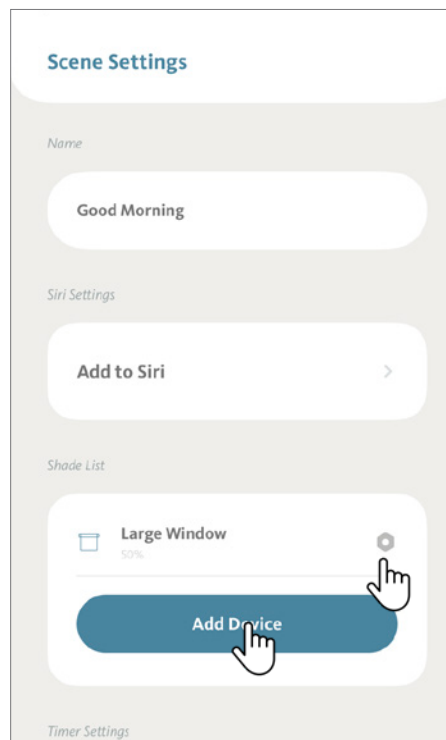 Scene Settings
Name
Good Morning
Siri Settings
Add to Siri
Shade List
Large Window
50%
Add Device
Timer Settings